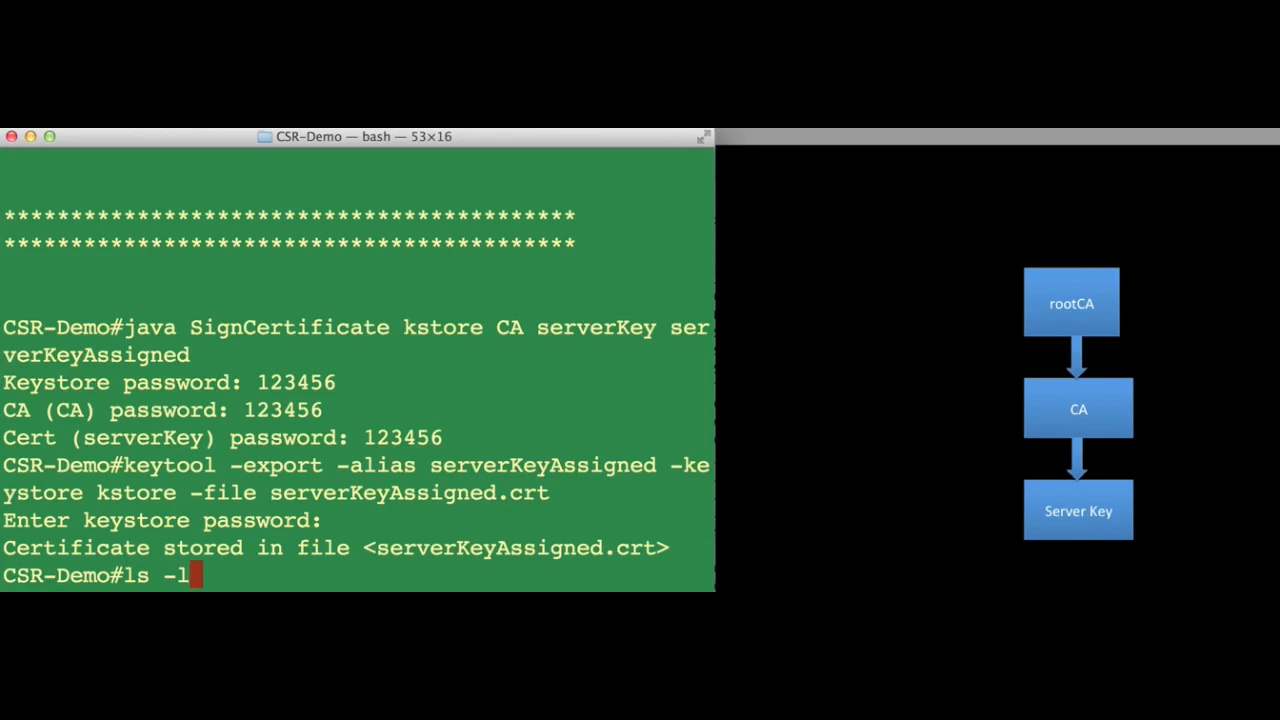 CSR-Demo — bash — 53×16
*******************************************
*******************************************
CSR-Demo#java SignCertificate kstore CA serverKey ser
verKeyAssigned
Keystore password: 123456
CA (CA) password: 123456
Cert (serverKey) password: 123456
CSR-Demo#keytool -export -alias serverKeyAssigned -ke
ystore kstore -file serverKeyAssigned.crt
Enter keystore password:
Certificate stored in file <serverKeyAssigned.crt>
CSR-Demo#ls -l
rootCA
CA
Server Key